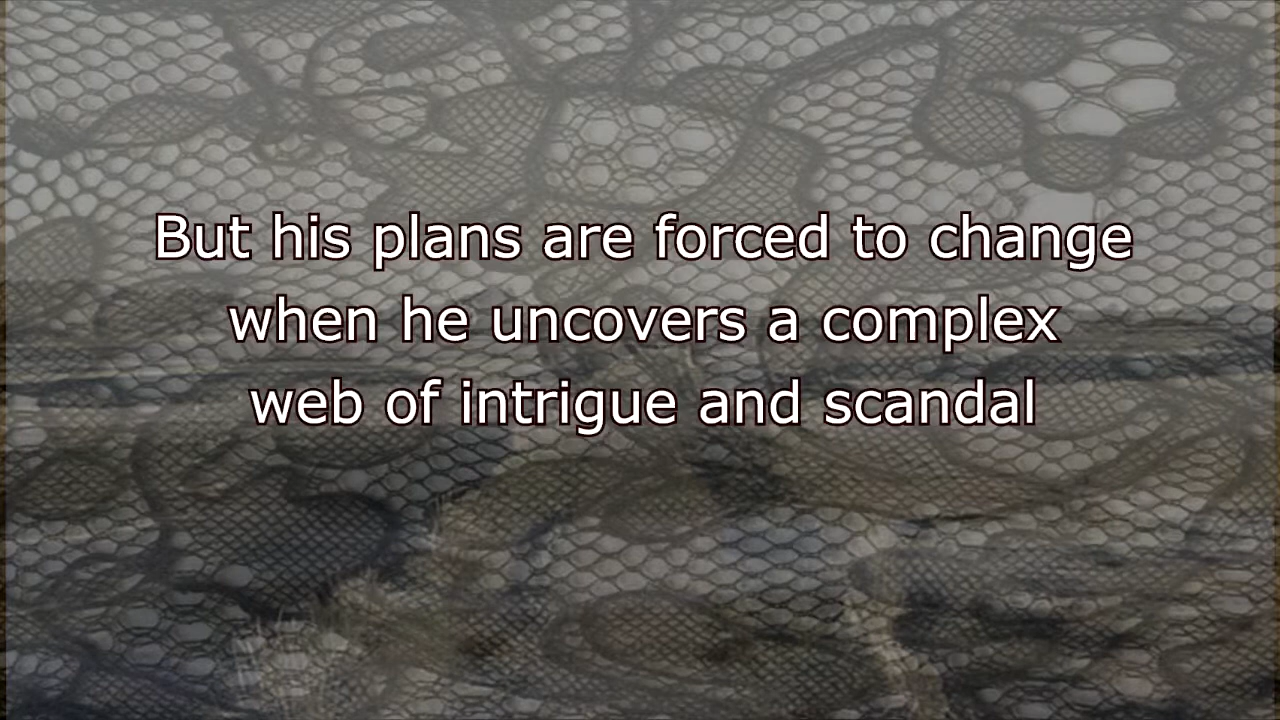 But his plans are forced to change
when he uncovers a complex
web of intrigue and scandal